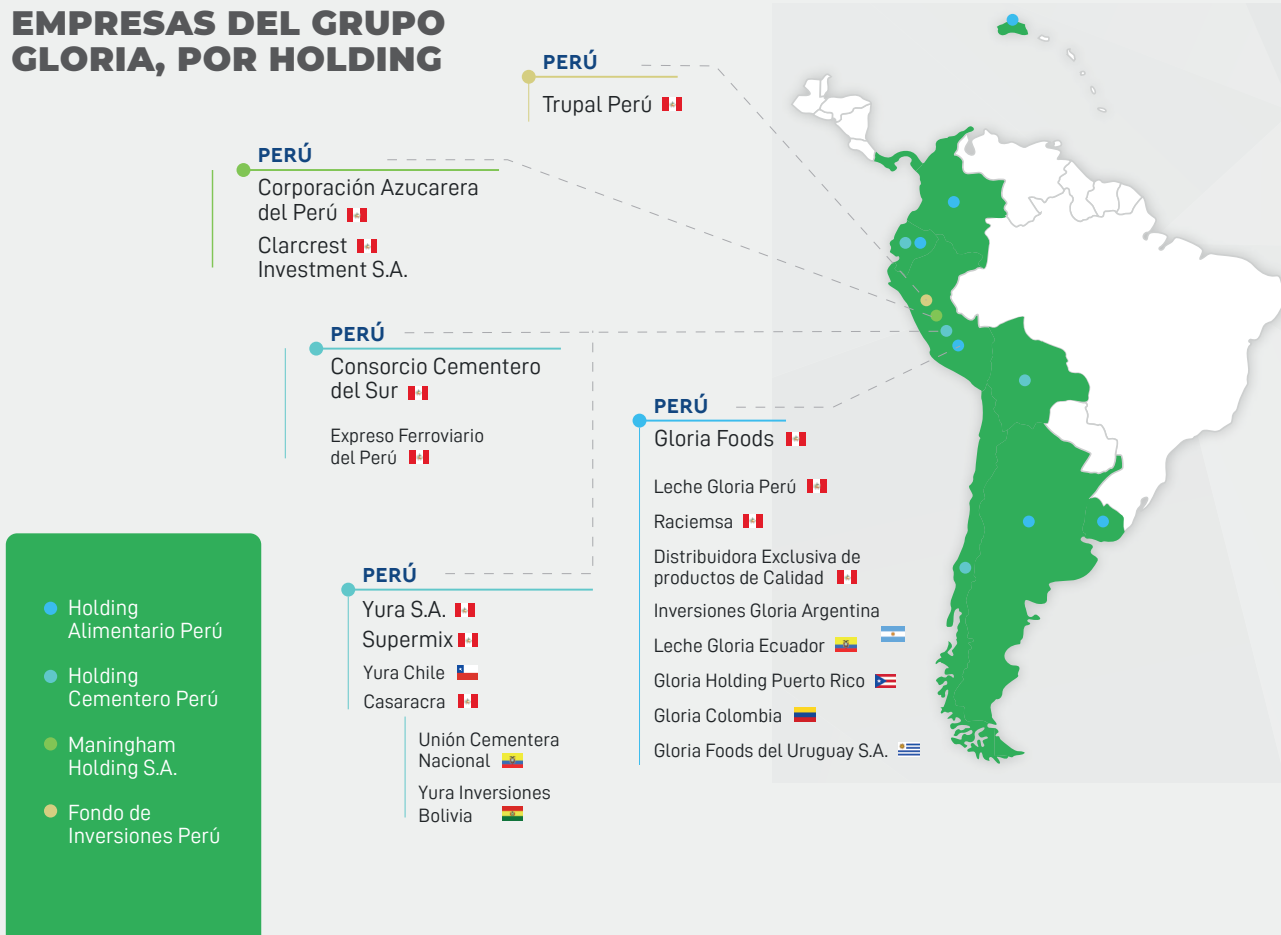 EMPRESAS DEL GRUPO
GLORIA, POR HOLDING
PERÚ
Trupal Perú
PERÚ
Corporación Azucarera
del Perú
Clarcrest
Investment S.A.
PERÚ
Consorcio Cementero
del Sur
Expreso Ferroviario
del Perú
PERÚ
Gloria Foods
Leche Gloria Perú
Raciemsa
Distribuidora Exclusiva de
productos de Calidad
Inversiones Gloria Argentina
Leche Gloria Ecuador
Gloria Holding Puerto Rico
Gloria Colombia
Gloria Foods del Uruguay S.A.
PERÚ
Yura S.A.
Supermix
Yura Chile
Casaracra
Unión Cementera
Nacional
Yura Inversiones
Bolivia
Holding
Alimentario Perú
Holding
Cementero Perú
Maningham
Holding S.A.
Fondo de
Inversiones Perú